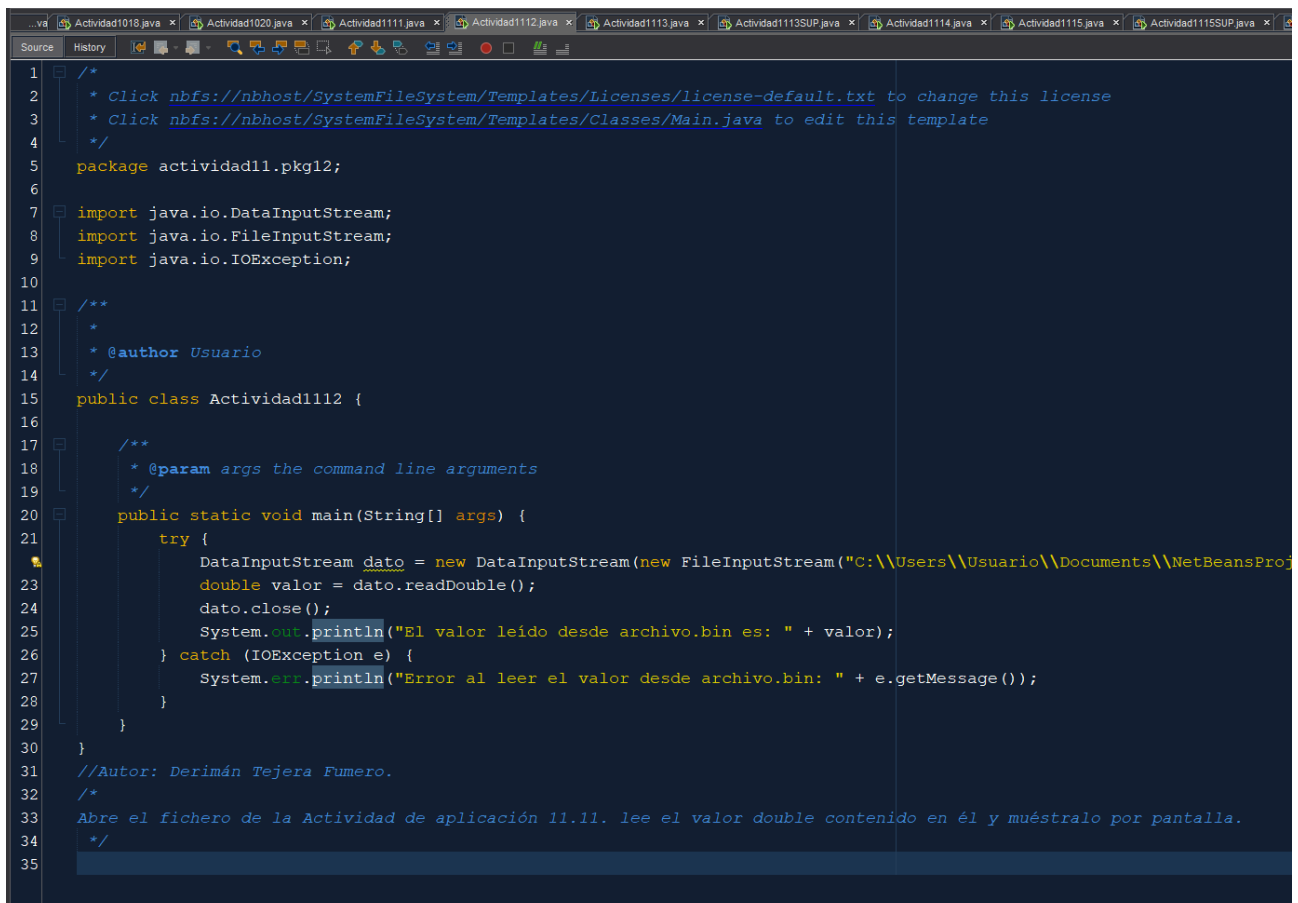 ...va Actividad1018.java × Actividad1020.java × Actividad1111.java × Actividad1112.java × Actividad1113.java × Actividad1113SUP.java × Actividad1114.java × Actividad1115.java × Actividad1115SUP.java ×
Source History
1 /*
2 * Click nbfs://nbhost/SystemFileSystem/Templates/Licenses/license-default.txt to change this license
3 * Click nbfs://nbhost/SystemFileSystem/Templates/Classes/Main.java to edit this template
4 */
5 package actividad11.pkg12;
6
7 import java.io.DataInputStream;
8 import java.io.FileInputStream;
9 import java.io.IOException;
10
11 /**
12 *
13 * @author Usuario
14 */
15 public class Actividad1112 {
16
17 /**
18 * @param args the command line arguments
19 */
20 public static void main(String[] args) {
21 try {
DataInputStream dato = new DataInputStream(new FileInputStream("C:\\Users\\Usuario\\Documents\\NetBeansProj
23 double valor = dato.readDouble();
24 dato.close();
25 System.out.println("El valor leído desde archivo.bin es: " + valor);
26 } catch (IOException e) {
27 System.err.println("Error al leer el valor desde archivo.bin: " + e.getMessage());
28 }
29 }
30 }
31 //Autor: Derimán Tejera Fumero.
32 /*
33 Abre el fichero de la Actividad de aplicación 11.11. lee el valor double contenido en él y muéstralo por pantalla.
34 */
35